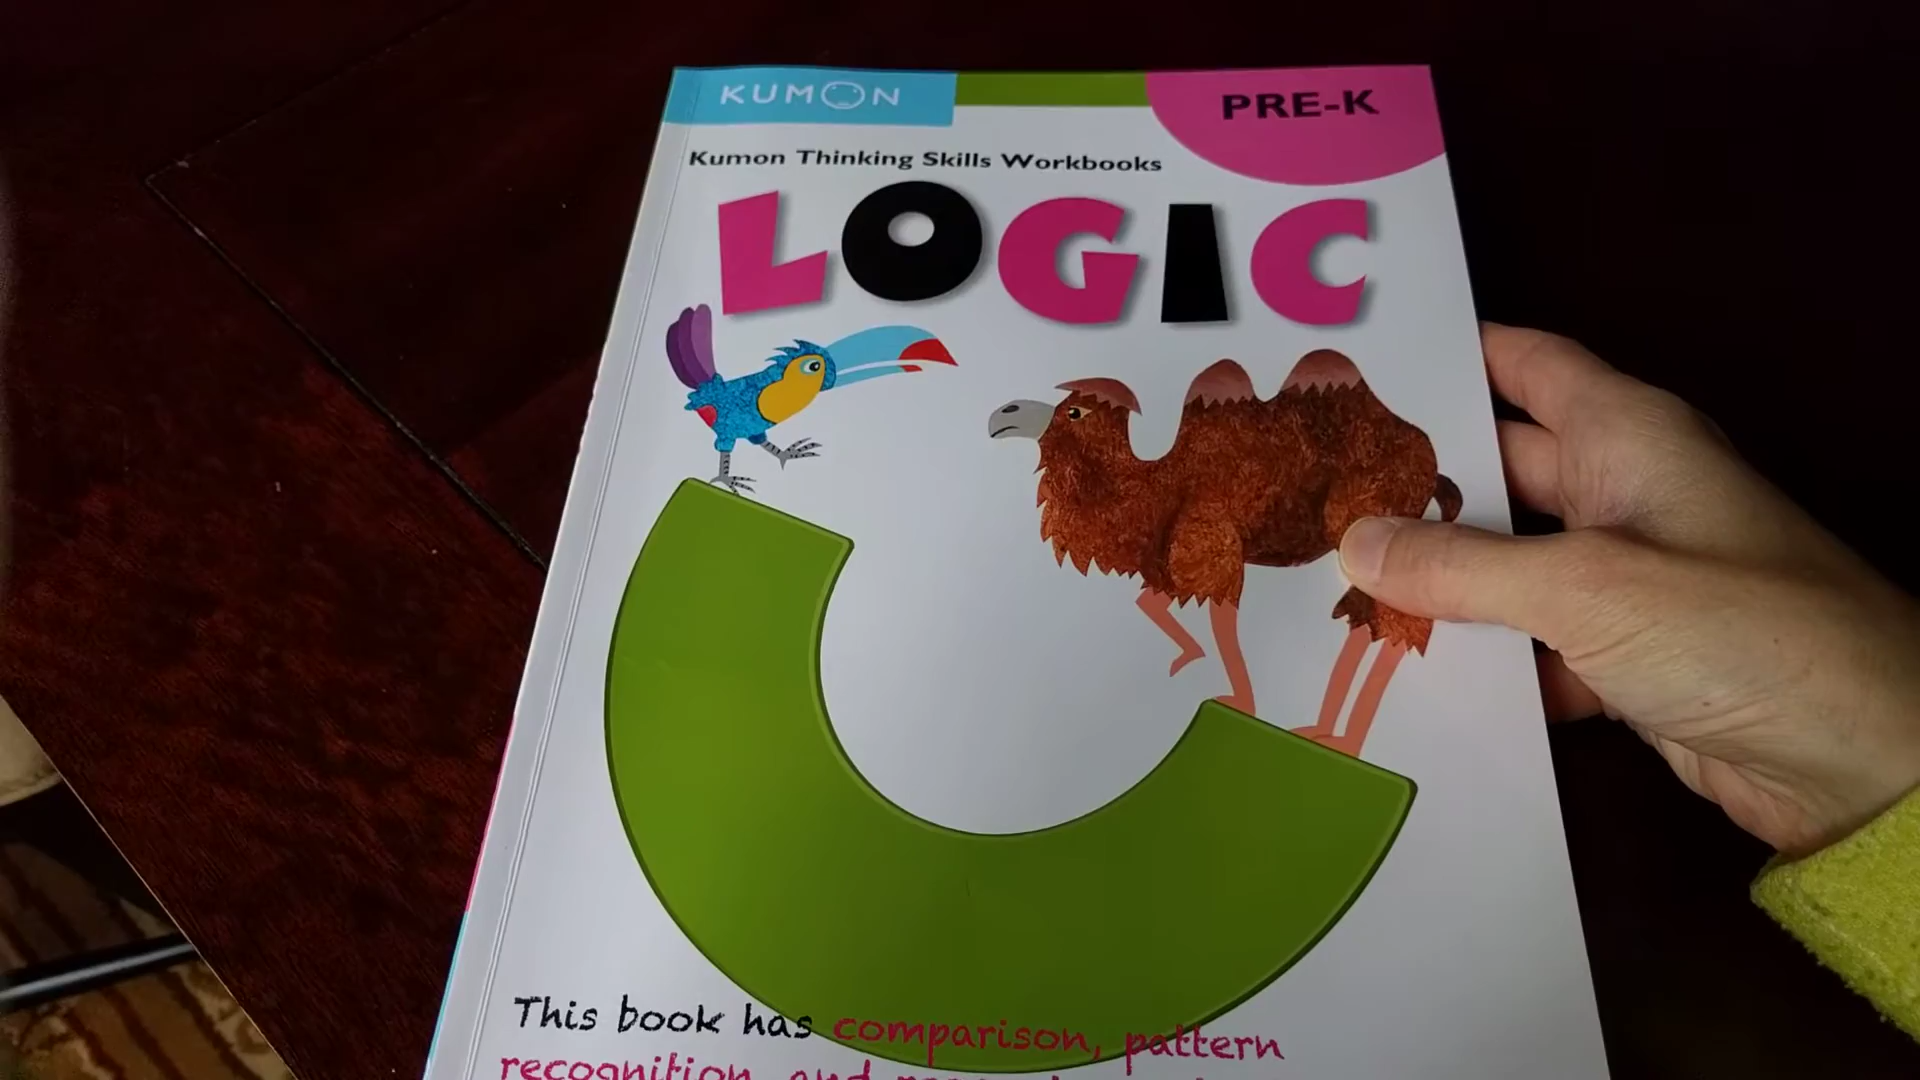 KUMON
PRE-K
Kumon Thinking Skills Workbooks
LOGIC
This book has comparison, pattern
recognition, and